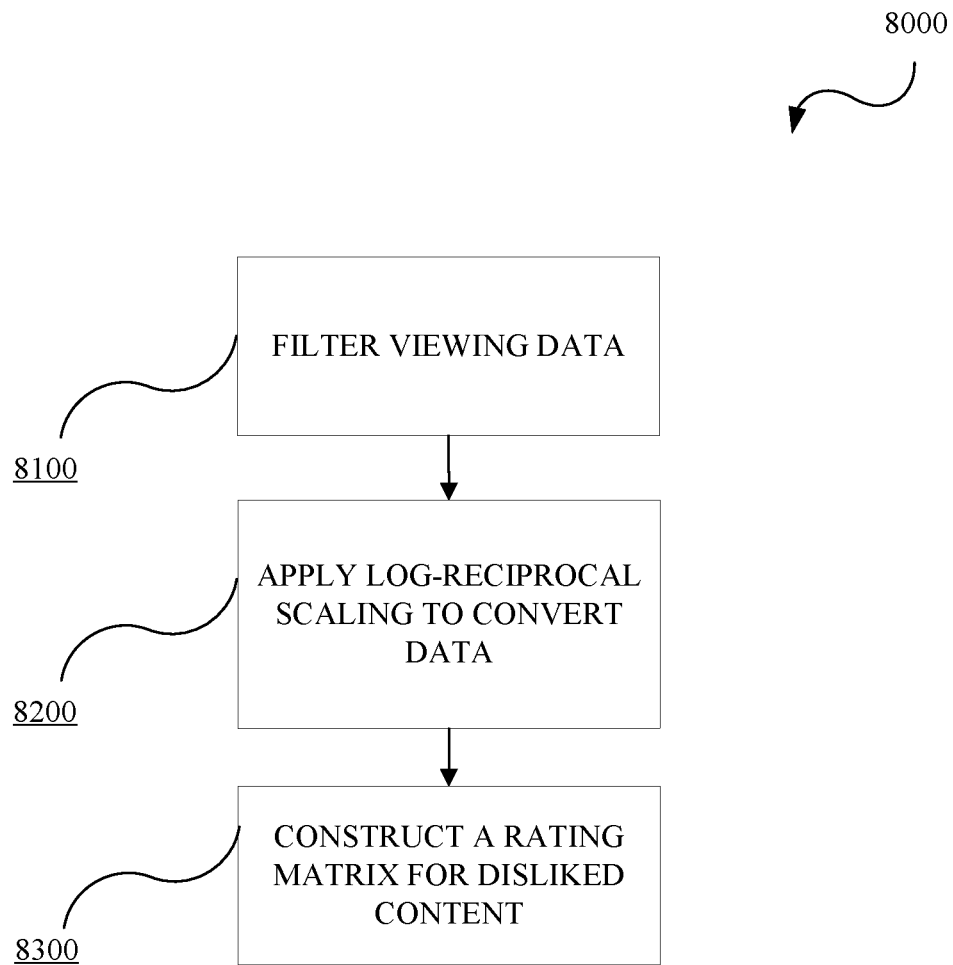 8000
FILTER VIEWING DATA
8100
APPLY LOG-RECIPROCAL
SCALING TO CONVERT
DATA
8200
CONSTRUCT A RATING
MATRIX FOR DISLIKED
CONTENT
8300